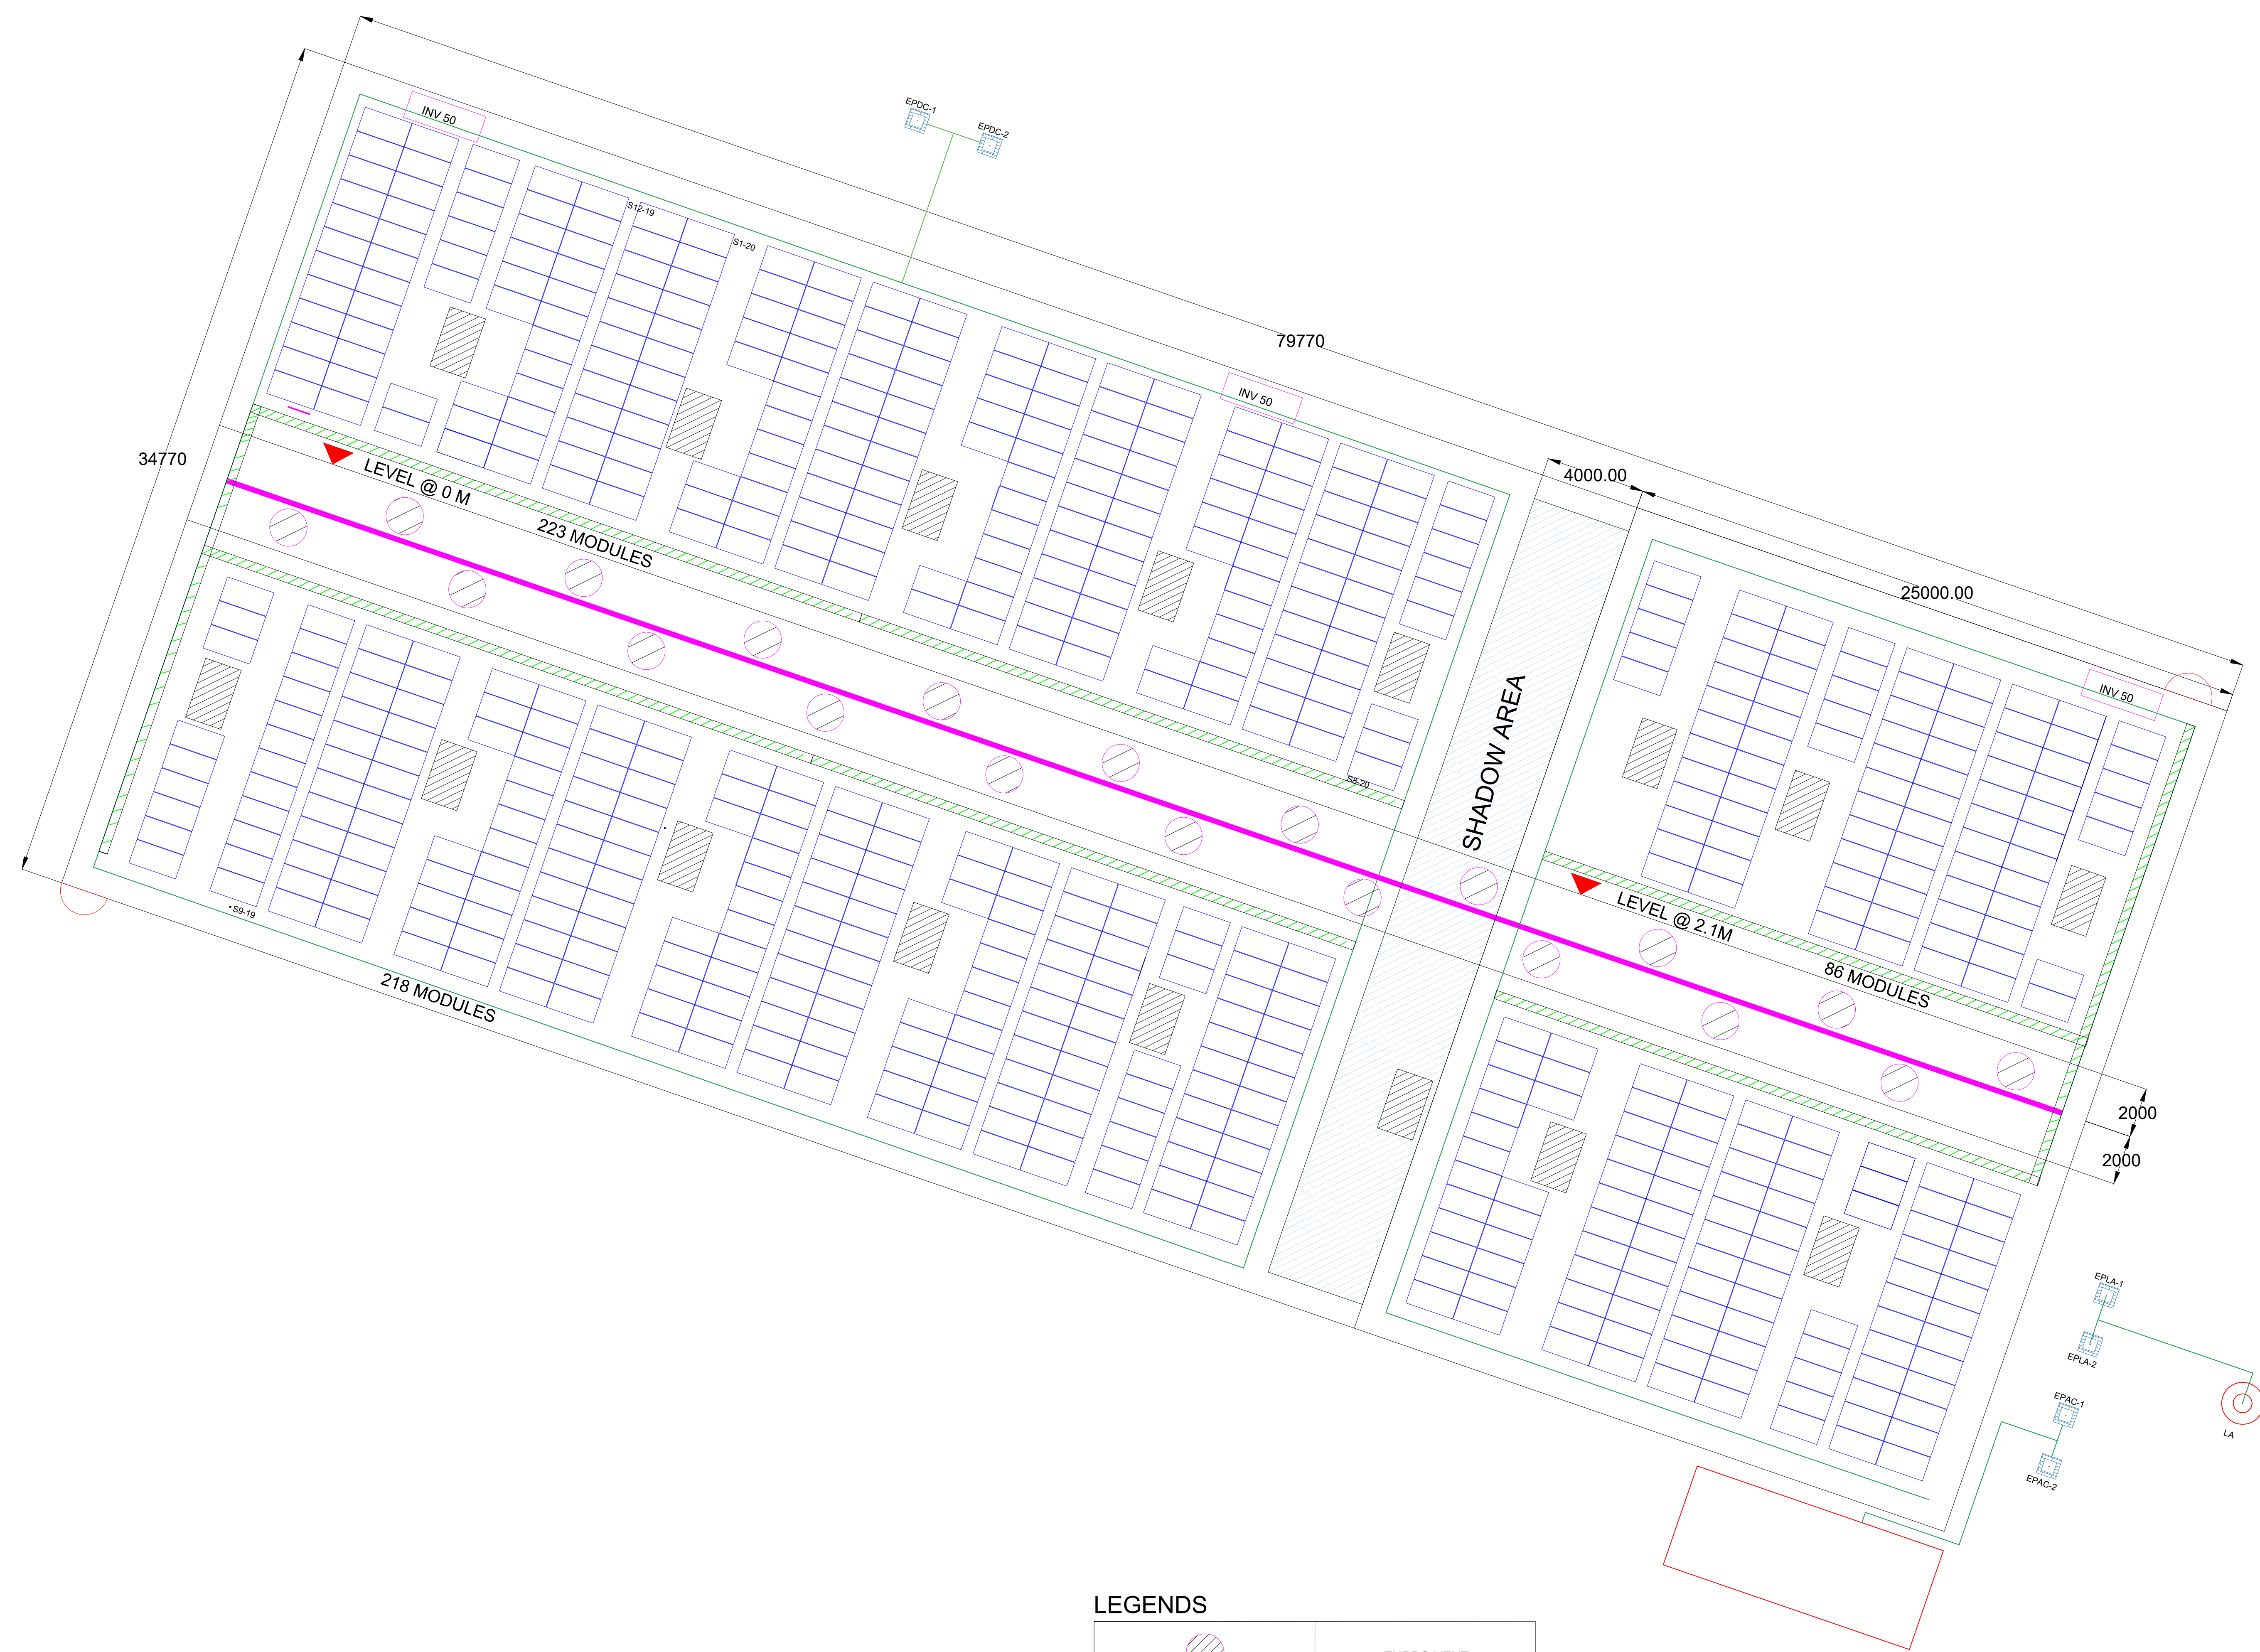 EPDC-1
EPDC-2
INV 50
S12-19
S1-20
79770
INV 50
34770
4000.00
LEVEL @ 0 M
223 MODULES
25000.00
INV 50
SHADOW AREA
S8-20
LEVEL @ 2.1M
86 MODULES
S9-19
218 MODULES
2000
2000
EPLA-1
EPLA-2
EPAC-1
LA
EPAC-2
LEGENDS